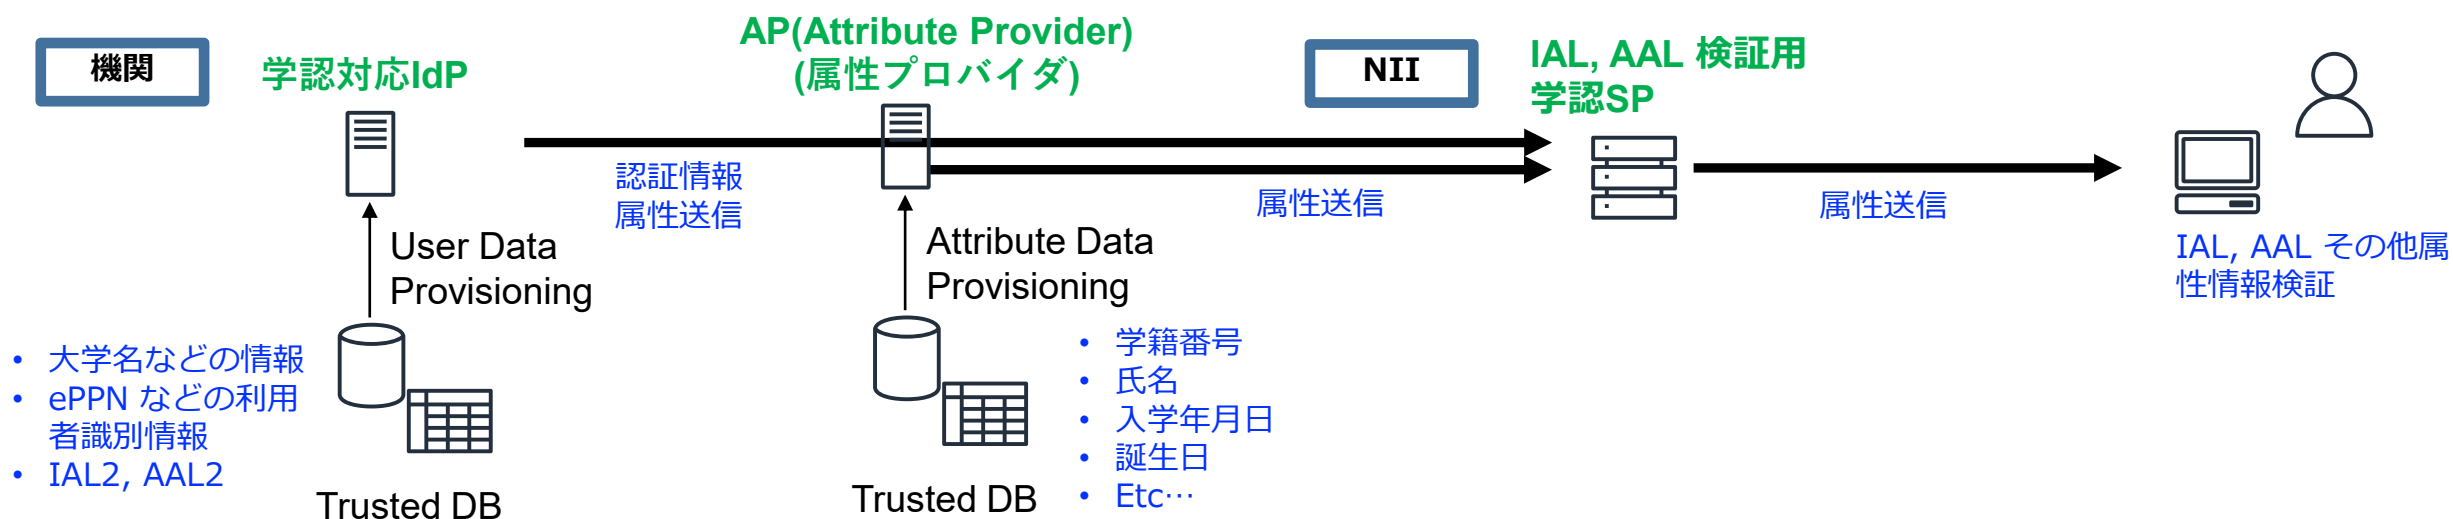 機関
学認対応IdP
AP(Attribute Provider)
(属性プロバイダ)
NII
IAL, AAL 検証用
学認SP
認証情報
属性送信
属性送信
属性送信
User Data
Provisioning
Attribute Data
Provisioning
IAL, AAL その他属
性情報検証
• 大学名などの情報
• ePPN などの利用
者識別情報
• IAL2, AAL2
Trusted DB
• 学籍番号
• 氏名
• 入学年月日
• 誕生日
• Etc…
Trusted DB